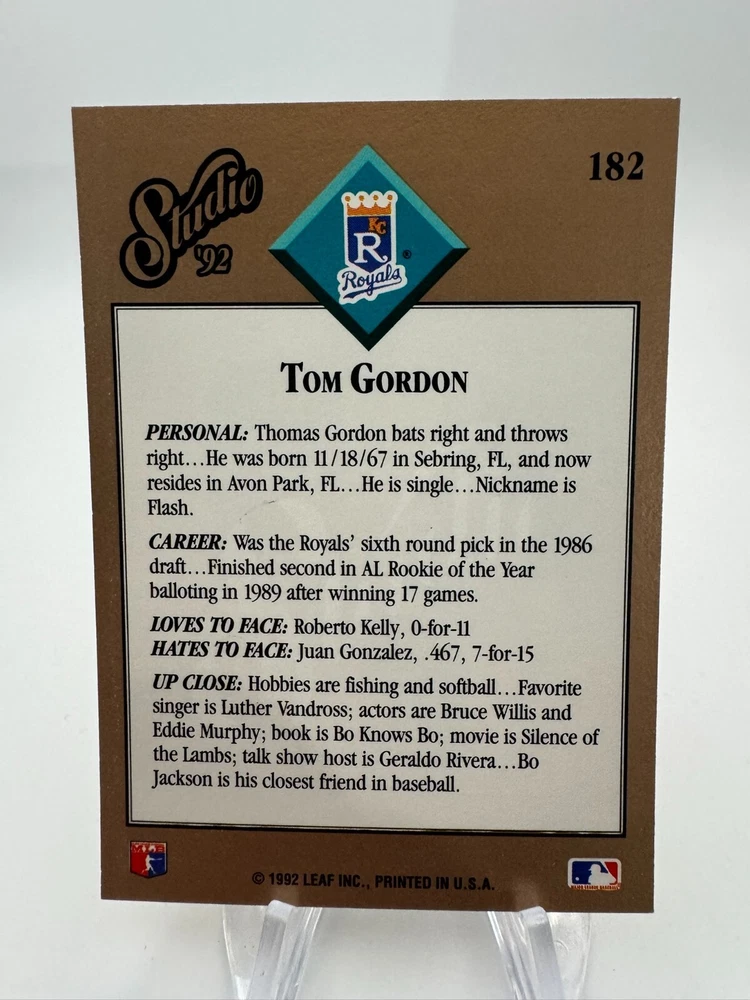 Studio
'92
182
KC
R
Royals
®
TOM GORDON
PERSONAL: Thomas Gordon bats right and throws
right...He was born 11/18/67 in Sebring, FL, and now
resides in Avon Park, FL...He is single...Nickname is
Flash.
CAREER: Was the Royals' sixth round pick in the 1986
draft...Finished second in AL Rookie of the Year
balloting in 1989 after winning 17 games.
LOVES TO FACE: Roberto Kelly, 0-for-11
HATES TO FACE: Juan Gonzalez, .467, 7-for-15
UP CLOSE: Hobbies are fishing and softball...Favorite
singer is Luther Vandross; actors are Bruce Willis and
Eddie Murphy; book is Bo Knows Bo; movie is Silence of
the Lambs; talk show host is Geraldo Rivera...Bo
Jackson is his closest friend in baseball.
© 1992 LEAF INC., PRINTED IN U.S.A.
MAJOR LEAGUE BASEBALL